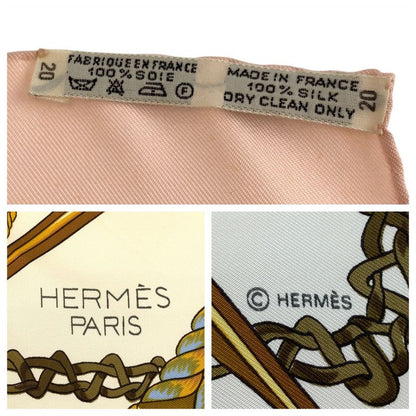 20
FABRIQUE EN FRANCE
100% SOIE
F
MADE IN FRANCE
100% SILK
DRY CLEAN ONLY
20
HERMÈS
PARIS
© HERMÈS